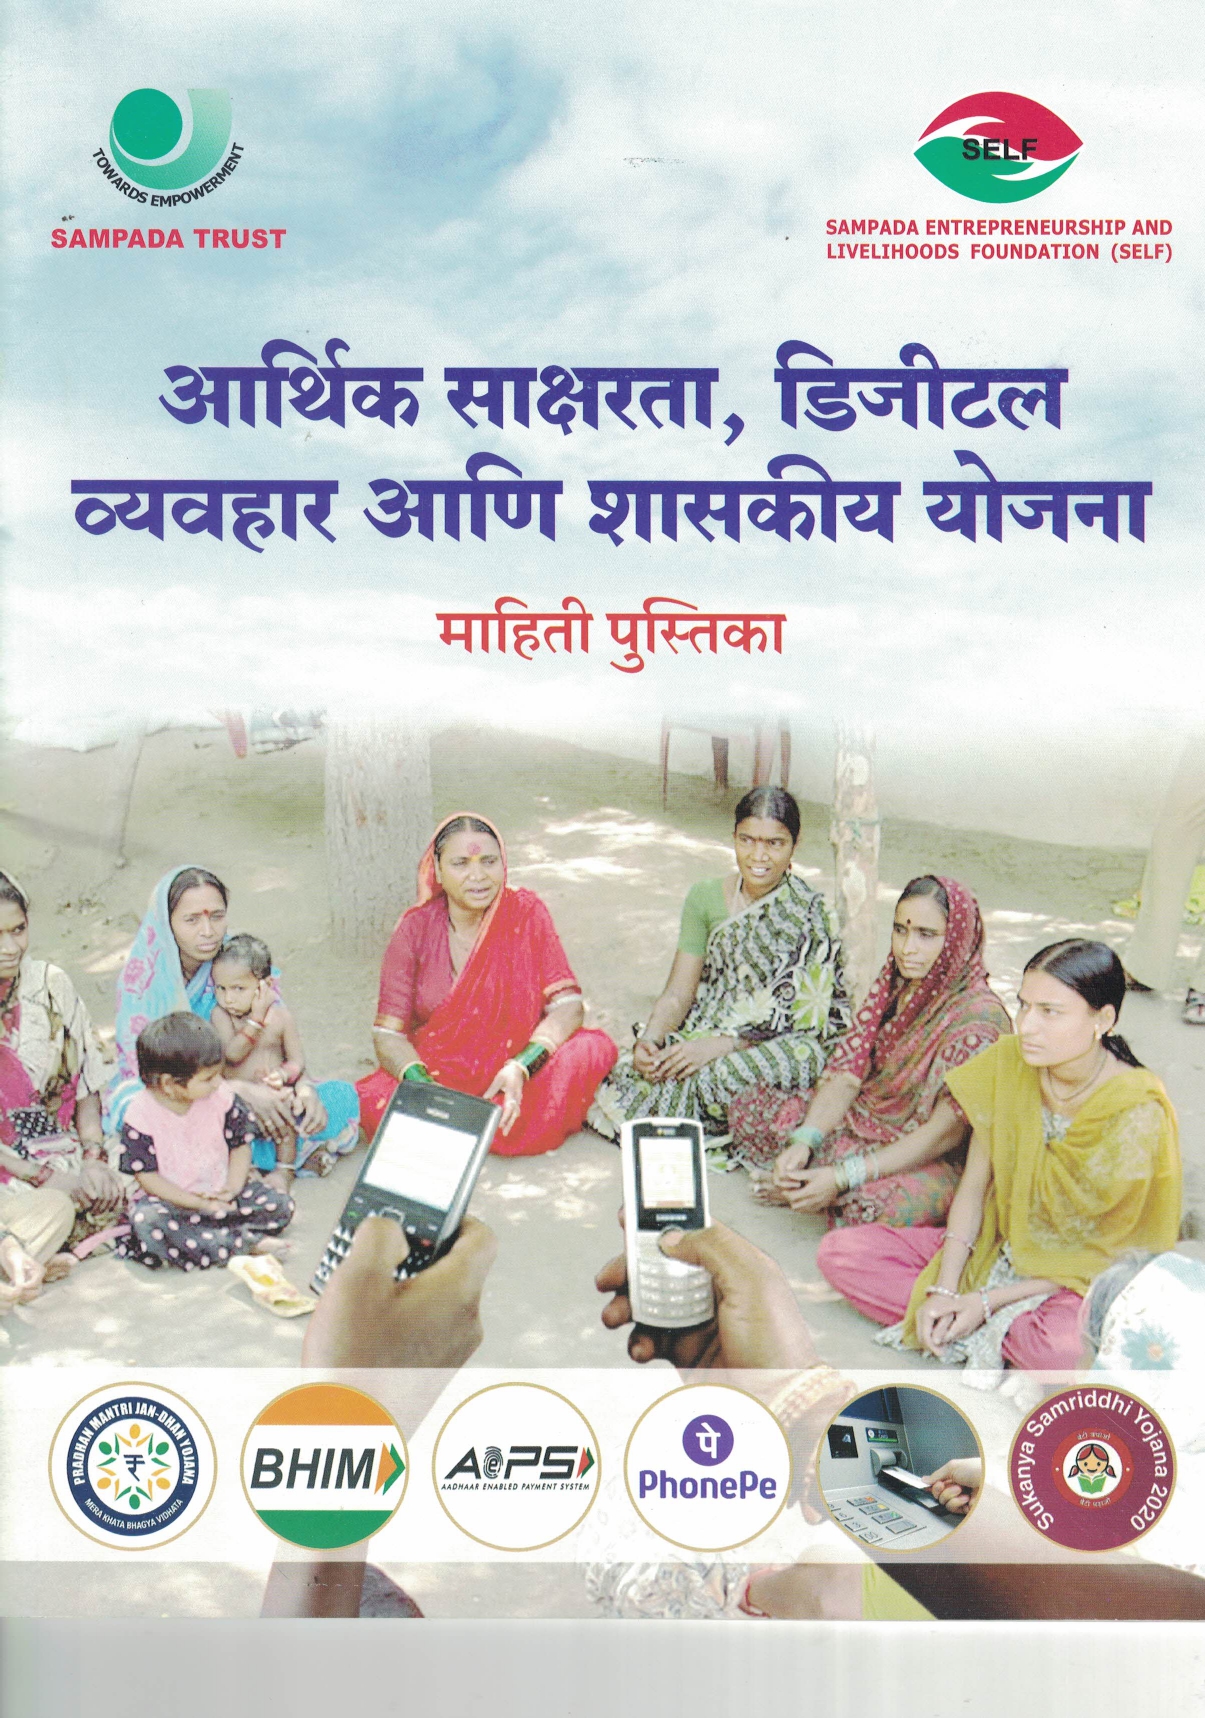 TOWARDS EMPOWERMENT
SAMPADA TRUST
SELF
SAMPADA ENTREPRENEURSHIP AND
LIVELIHOODS FOUNDATION (SELF)
आर्थिक साक्षरता, डिजीटल
व्यवहार आणि शासकीय योजना
माहिती पुस्तिका
NOKIA
PRADHAN MANTRI JAN-DHAN YOJANA
₹
MERA KHATA BHAGYA VIDHATA
BHIM
AePS
AADHAAR ENABLED PAYMENT SYSTEM
पे
PhonePe
Sukanya Samriddhi Yojana 2020